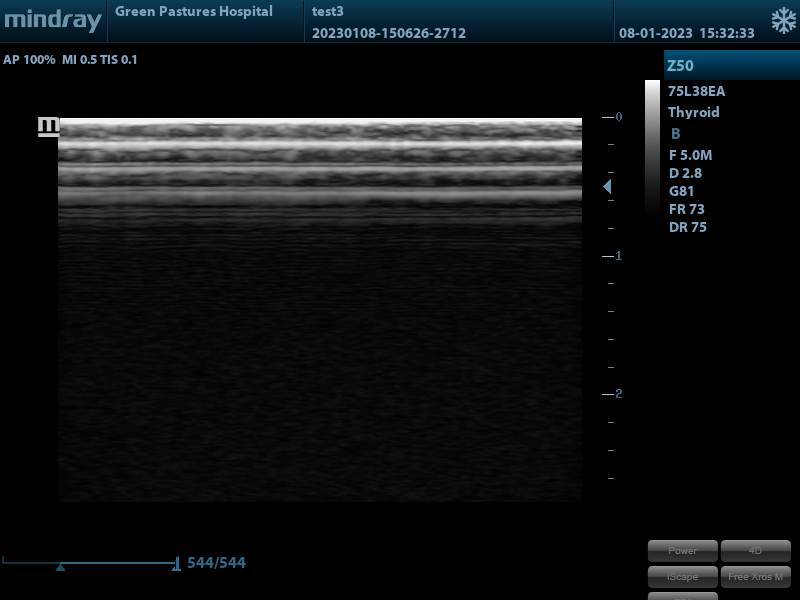 mindray
Green Pastures Hospital
test3
20230108-150626-2712
08-01-2023 15:32:33
AP 100% MI 0.5 TIS 0.1
Z50
75L38EA
Thyroid
B
F 5.0M
D 2.8
G81
FR 73
DR 75
m
0
1
2
544/544
Power
4D
iScape
Free Xros M